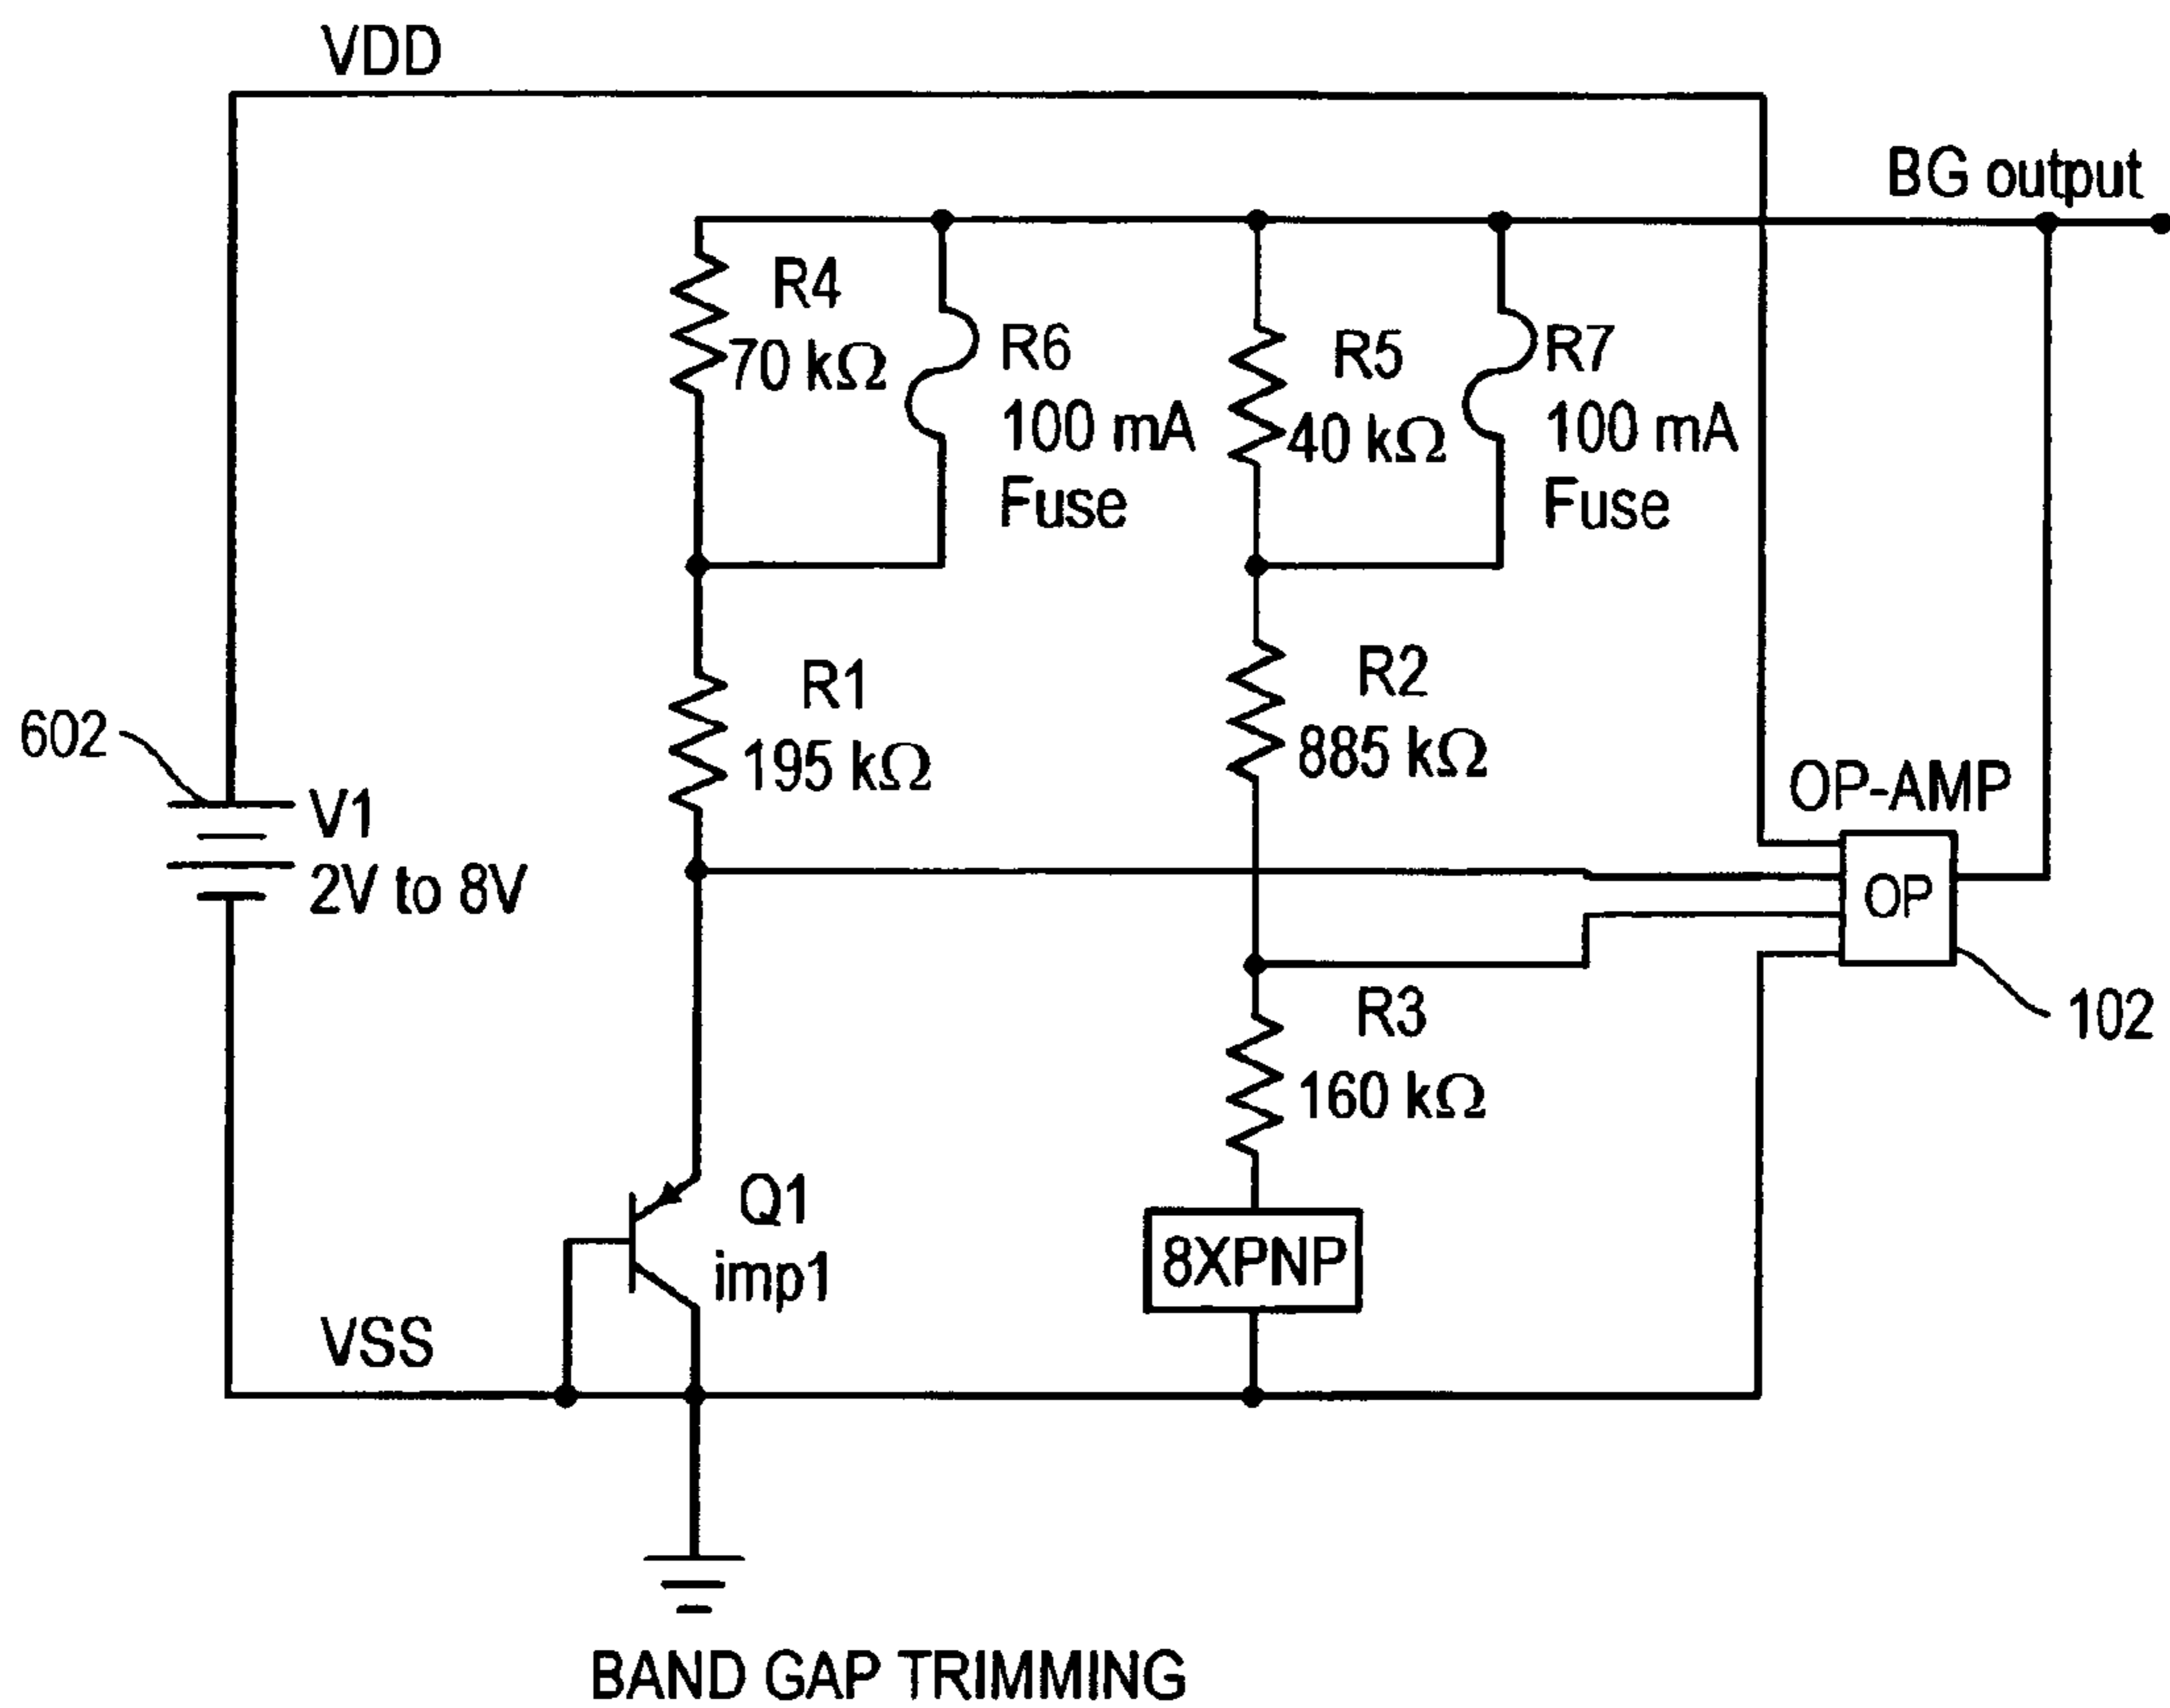 VDD
BG output
R4
70 kΩ
R6
100 mA
Fuse
R5
40 kΩ
R7
100 mA
Fuse
602
V1
2V to 8V
R1
195 kΩ
R2
885 kΩ
OP-AMP
OP
102
R3
160 kΩ
Q1
imp1
8XPNP
VSS
BAND GAP TRIMMING